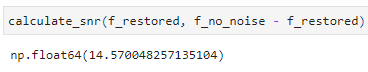 calculate_snr(f_restored, f_no_noise - f_restored)
np.float64(14.570048257135104)